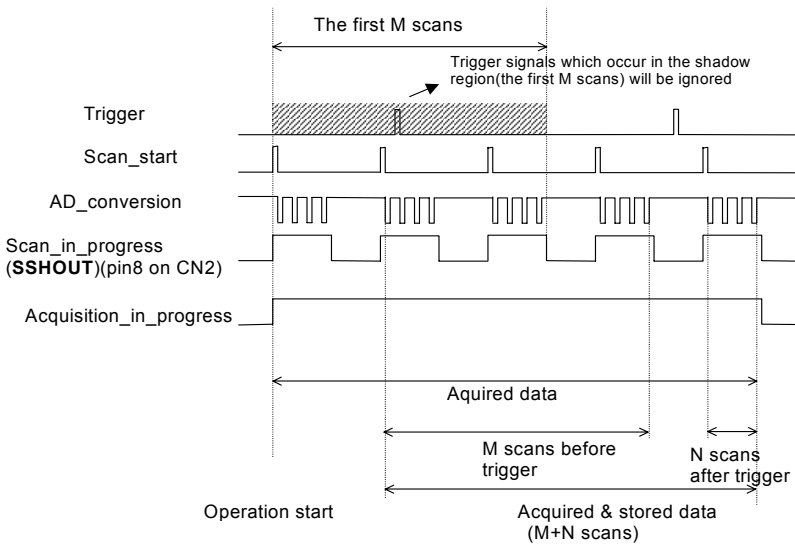 The first M scans
Trigger signals which occur in the shadow
region(the first M scans) will be ignored
Trigger
Scan_start
AD_conversion
Scan_in_progress
(SSHOUT)(pin8 on CN2)
Acquisition_in_progress
Aquired data
M scans before
trigger
N scans
after trigger
Operation start
Acquired & stored data
(M+N scans)